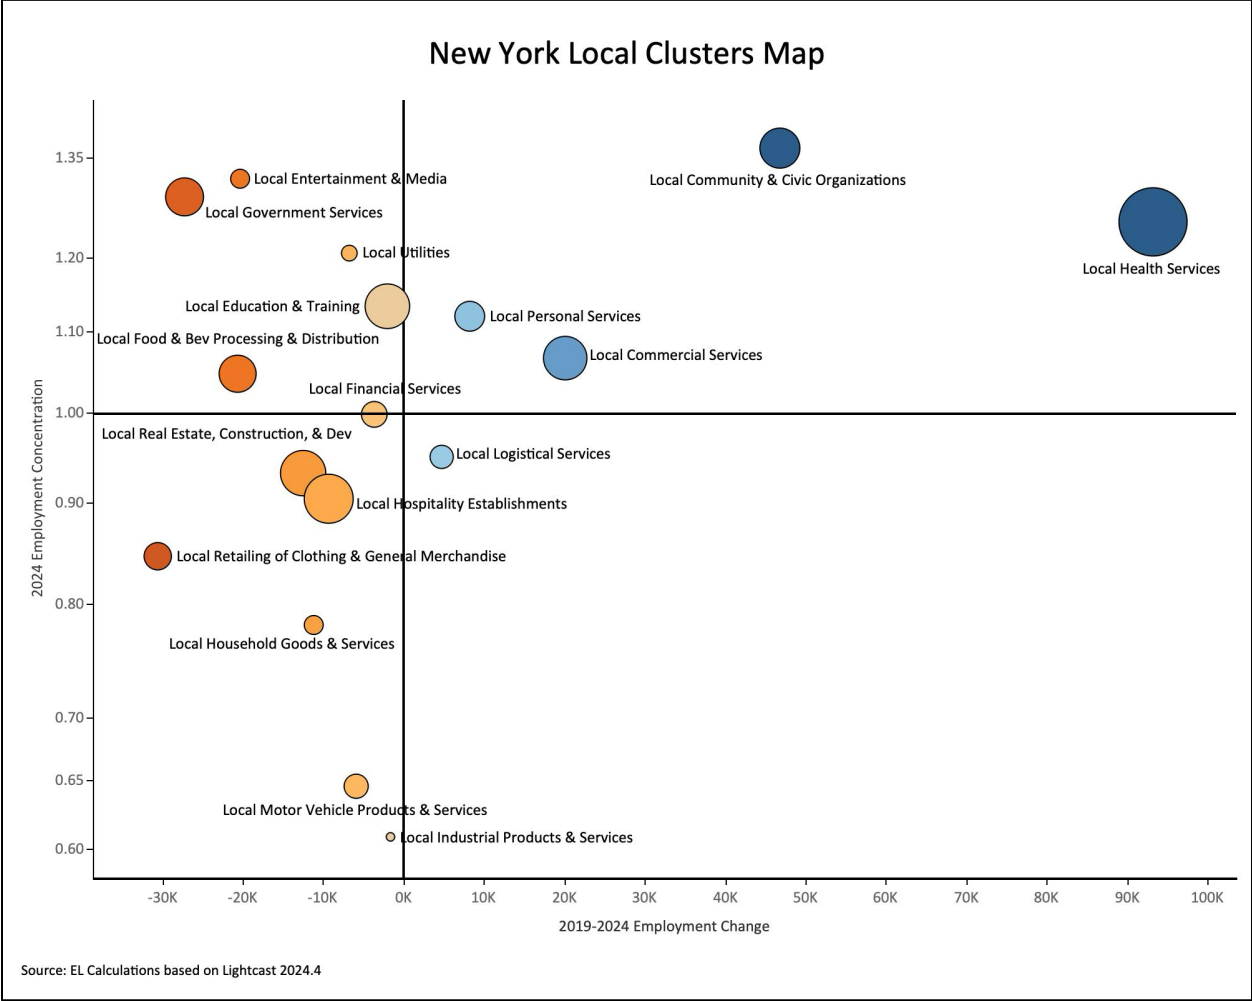 New York Local Clusters Map
1.35
Local Entertainment & Media
Local Community & Civic Organizations
Local Government Services
1.20
Local Utilities
Local Health Services
Local Education & Training
Local Personal Services
1.10
Local Food & Bev Processing & Distribution
Local Commercial Services
Local Financial Services
1.00
2024 Employment Concentration
Local Real Estate, Construction, & Dev
Local Logistical Services
0.90
Local Hospitality Establishments
Local Retailing of Clothing & General Merchandise
0.80
Local Household Goods & Services
0.70
0.65
Local Motor Vehicle Products & Services
Local Industrial Products & Services
0.60
-30K -20K -10K 0K 10K 20K 30K 40K 50K 60K 70K 80K 90K 100K
2019-2024 Employment Change
Source: EL Calculations based on Lightcast 2024.4